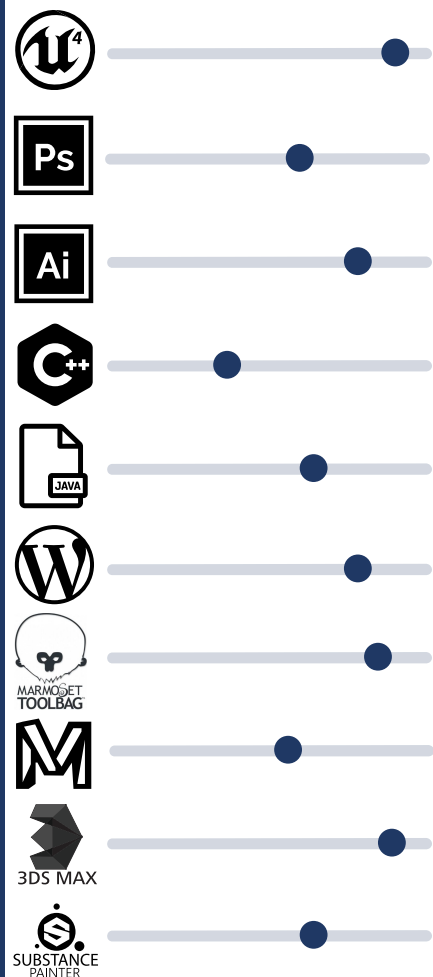 4
Ps
Ai
C++
JAVA
W
MARMOSET
TOOLBAG
M
3DS MAX
S
SUBSTANCE
PAINTER